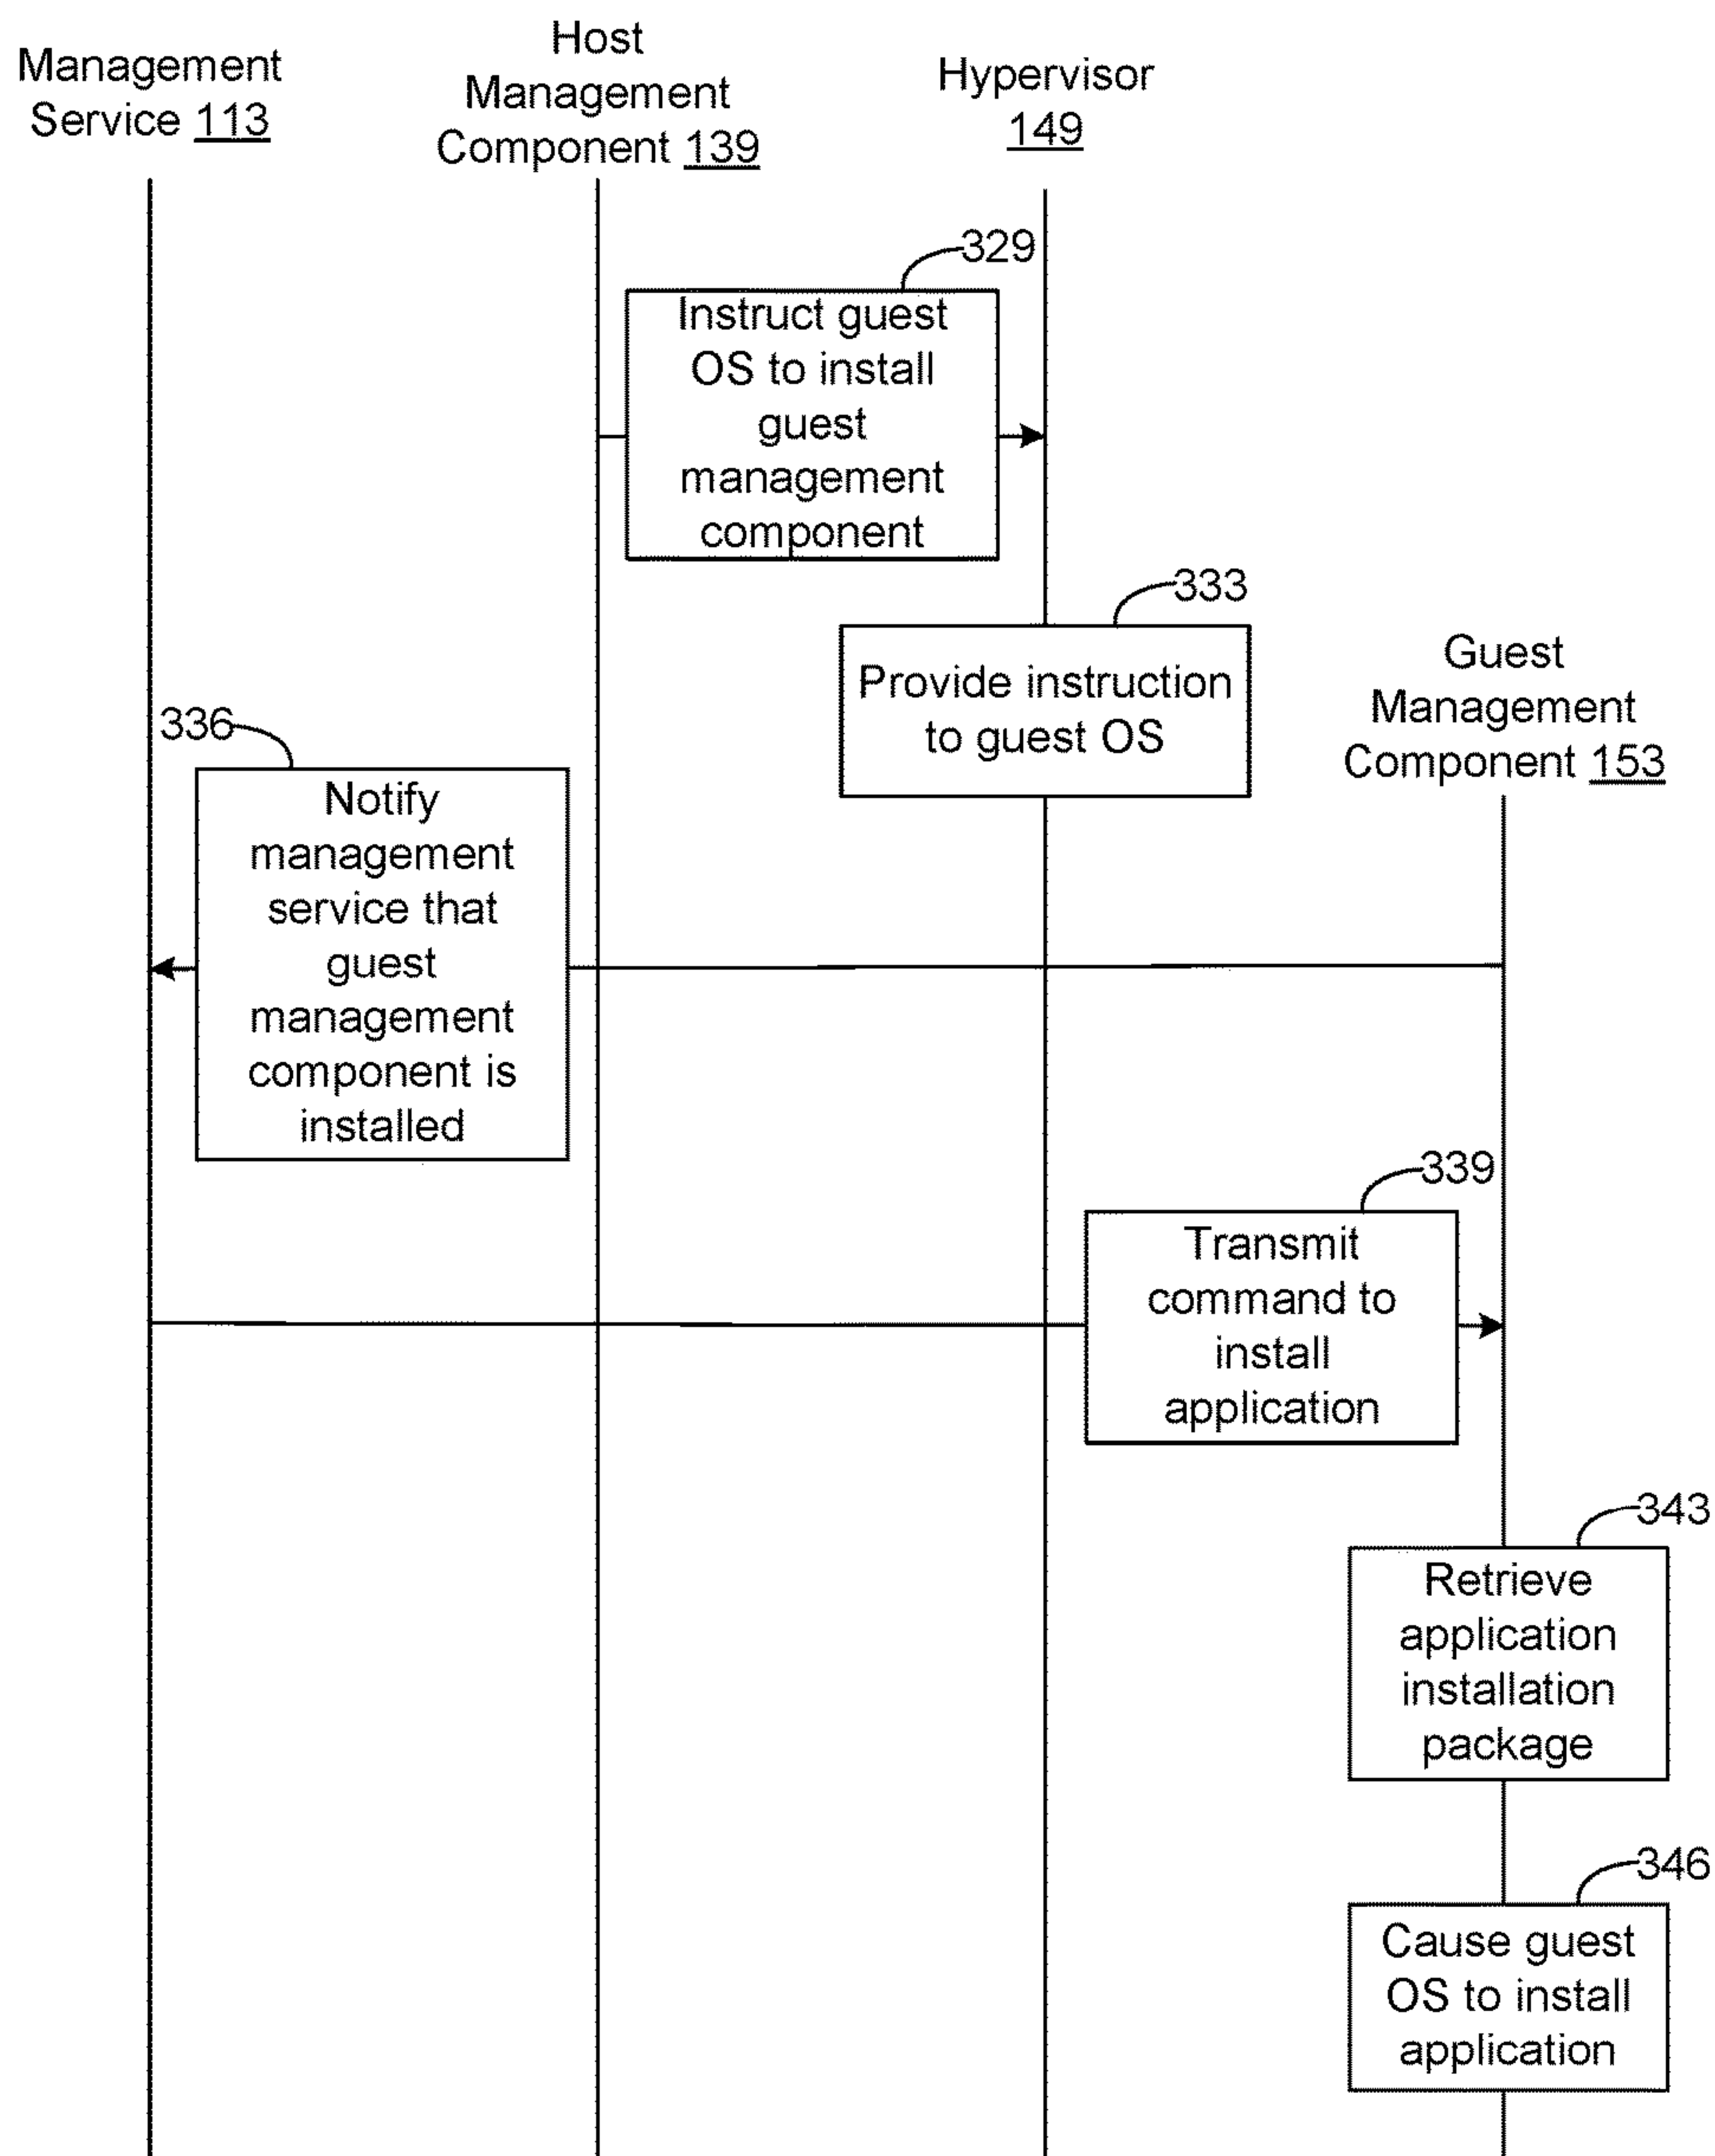 Management
Service 113
Host
Management
Component 139
Hypervisor
149
329
Instruct guest
OS to install
guest
management
component
333
Provide instruction
to guest OS
Guest
Management
Component 153
336
Notify
management
service that
guest
management
component is
installed
339
Transmit
command to
install
application
343
Retrieve
application
installation
package
346
Cause guest
OS to install
application